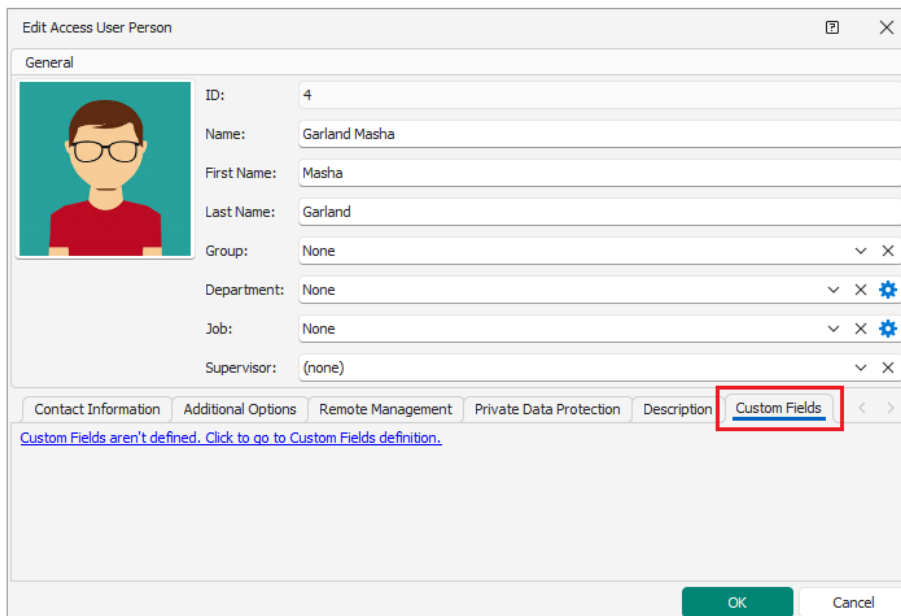 Edit Access User Person
General
ID: 4
Name: Garland Masha
First Name: Masha
Last Name: Garland
Group: None
Department: None
Job: None
Supervisor: (none)
Contact Information Additional Options Remote Management Private Data Protection Description Custom Fields
Custom Fields aren't defined. Click to go to Custom Fields definition.
OK Cancel